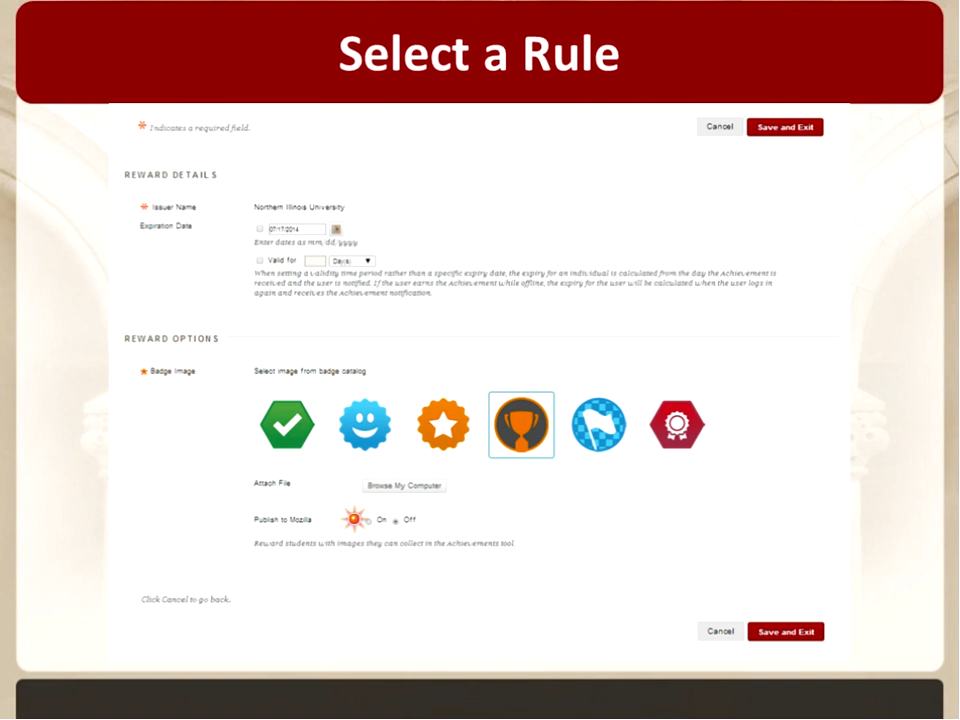 Select a Rule
* Indicates a required field.
Cancel Save and Exit
REWARD DETAILS
* Issuer Name Northern Illinois University
Expiration Date 07/17/2014
Enter dates as mm/dd/yyyy
Valid for Day(s)
When setting a validity time period rather than a specific expiry date, the expiry for an individual is calculated from the day the Achievement is
received and the user is notified. If the user earns the Achievement while offline, the expiry for the user will be calculated when the user logs in
again and receives the Achievement notification.
REWARD OPTIONS
Badge Image Select image from badge catalog
Attach File Browse My Computer
Publish to Mozilla On Off
Reward students with images they can collect in the Achievements tool.
Click Cancel to go back.
Cancel Save and Exit